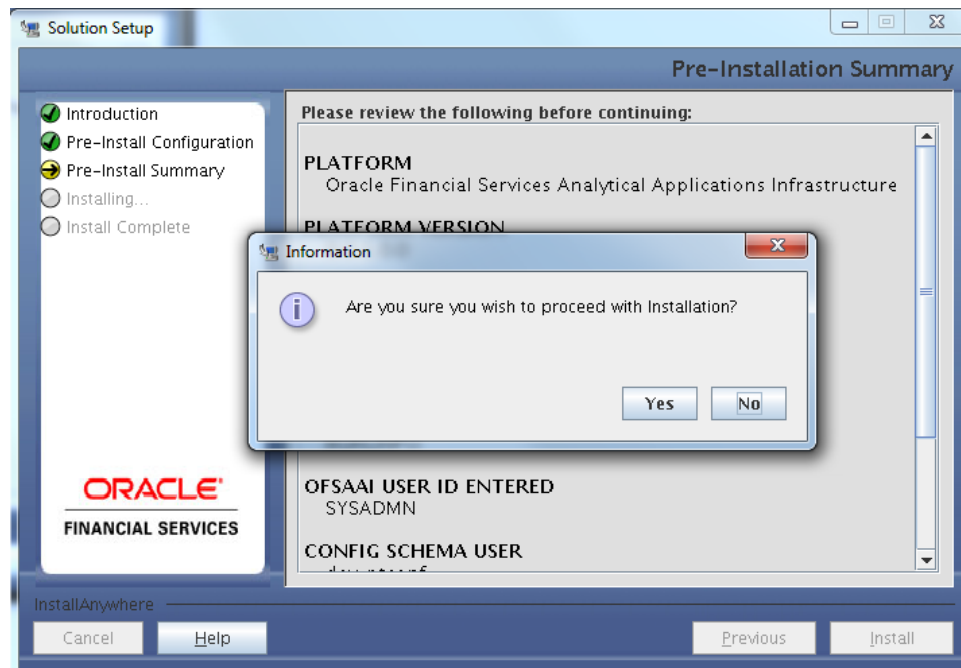 Solution Setup
Pre-Installation Summary
Introduction
Pre-Install Configuration
Pre-Install Summary
Installing...
Install Complete
ORACLE'
FINANCIAL SERVICES
Please review the following before continuing:
PLATFORM
Oracle Financial Services Analytical Applications Infrastructure
PLATFORM VERSION
Information
Are you sure you wish to proceed with Installation?
Yes
No
OFSAAI USER ID ENTERED
SYSADMN
CONFIG SCHEMA USER
InstallAnywhere
Cancel
Help
Previous
Install